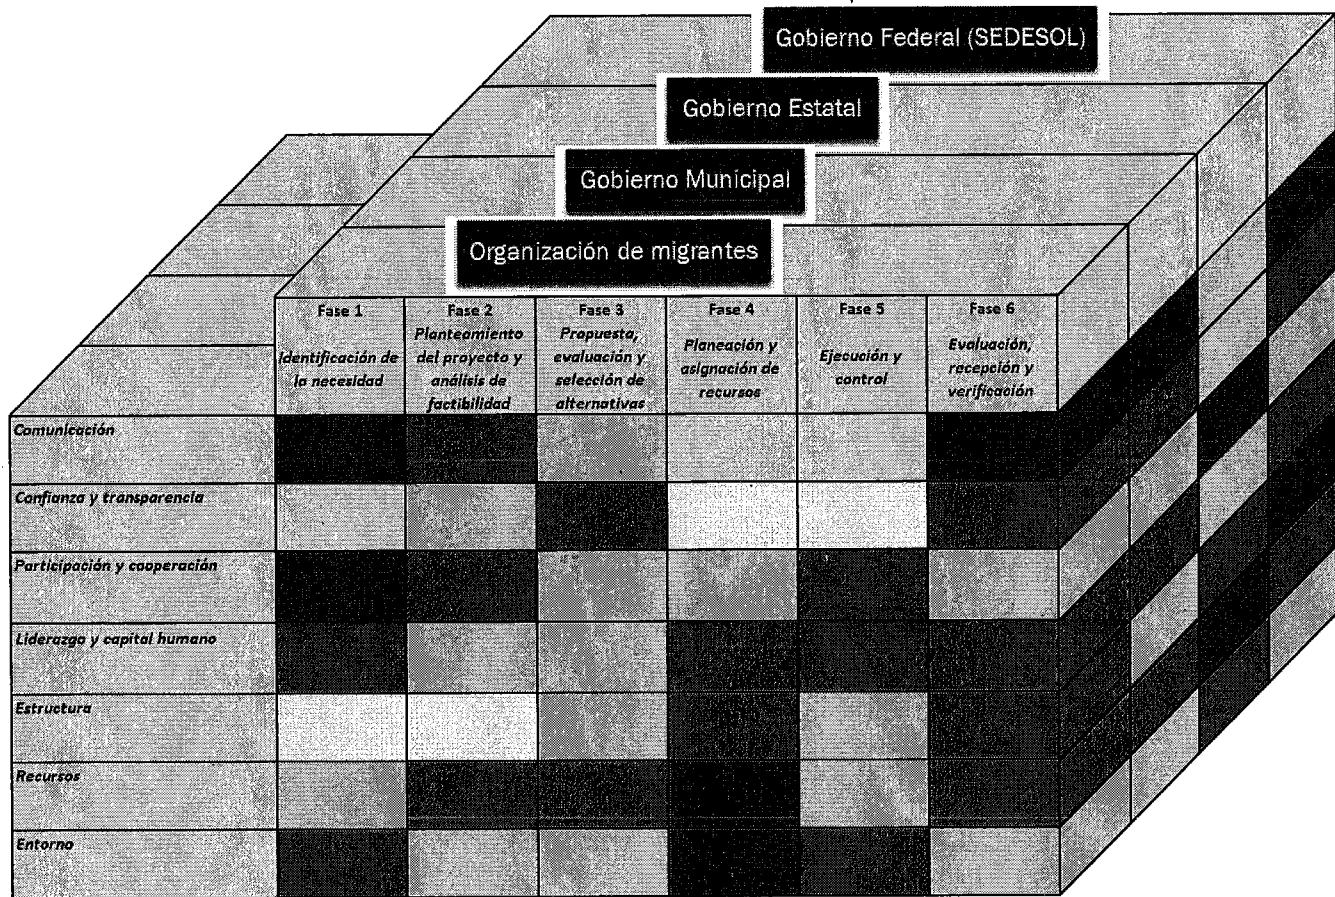 Gobierno Federal (SEDESOL)
Gobierno Estatal
Gobierno Municipal
Organización de migrantes
Fase 1
Identificación de
la necesidad
Fase 2
Planteamiento
del proyecto y
análisis de
factibilidad
Fase 3
Propuesta,
evaluación y
selección de
alternativas
Fase 4
Planeación y
asignación de
recursos
Fase 5
Ejecución y
control
Fase 6
Evaluación,
recepción y
verificación
Comunicación
Confianza y transparencia
Participación y cooperación
Liderazgo y capital humano
Estructura
Recursos
Entorno